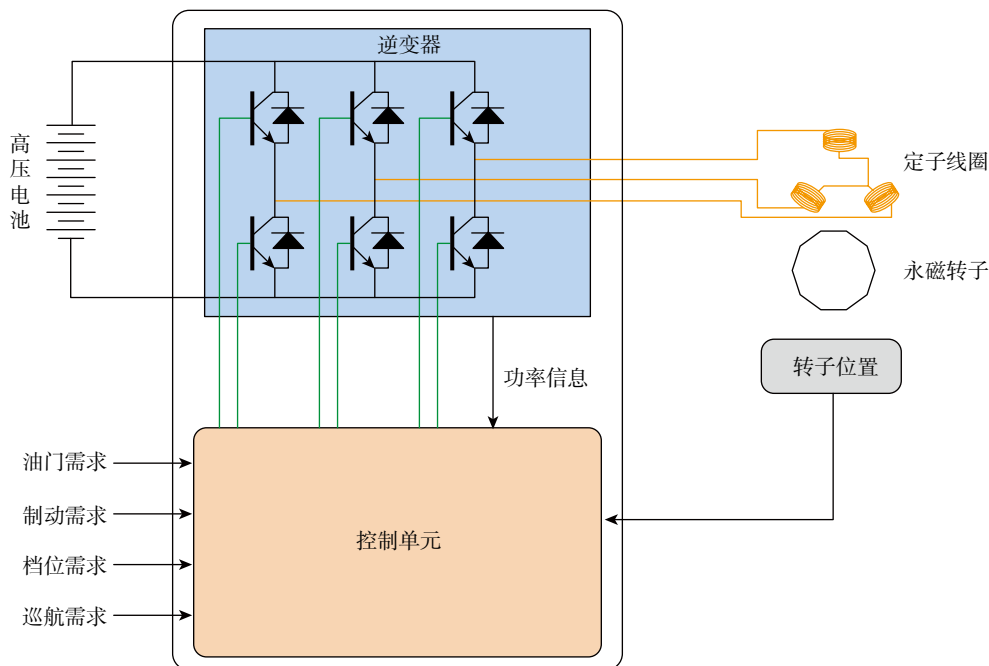 逆变器
高压电池
定子线圈
永磁转子
转子位置
功率信息
油门需求
制动需求
档位需求
巡航需求
控制单元